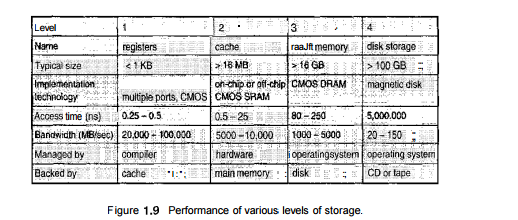 Level 1 2 3 4
Name registers cache raaJft memory disk storage
Typical size < 1 KB > 16 MB > 16 GB > 100 GB
Implementation technology multiple ports, CMOS on-chip or off-chip CMOS SRAM CMOS DRAM magnetic disk
Access time (ns) 0.25 – 0.5 0.5 – 25 80 – 250 5,000.000
Bandwidth (MB/sec) 20,000 – 100,000 5000 – 10,000 1000 – 5000 20 – 150
Managed by compiler hardware operatingsystem operating system
Backed by cache main memory disk CD or tape
Figure 1.9 Performance of various levels of storage.